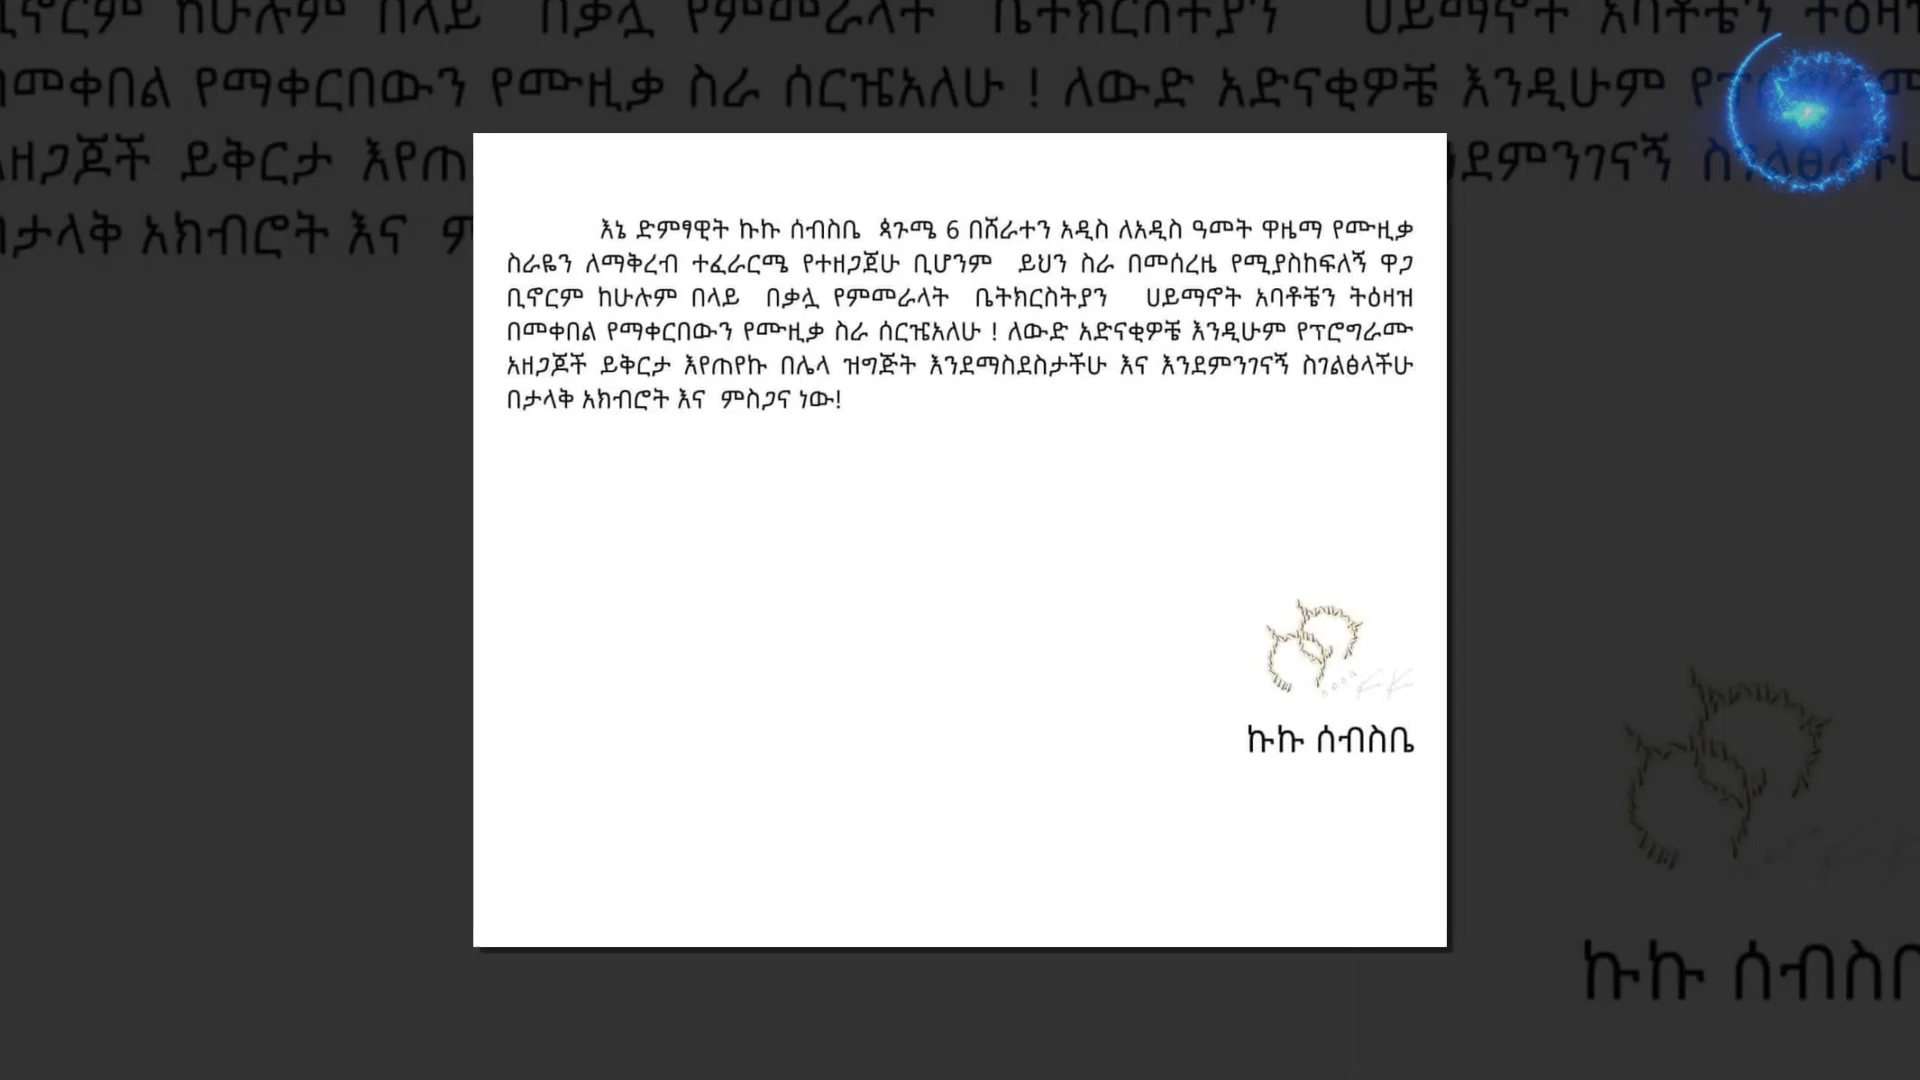 እኔ ድምፃዊት ኩኩ ሰብስቤ ጳጉሜ 6 በሸራተን አዲስ ለአዲስ ዓመት ዋዜማ የሙዚቃ
ስራዬን ለማቅረብ ተፈራርሜ የተዘጋጀሁ ቢሆንም ይህን ስራ በመሰረዜ የሚያስከፍለኝ ዋጋ
ቢኖርም ከሁሉም በላይ በቃሏ የምመራላት ቤትክርስትያን ሀይማኖት አባቶቼን ትዕዛዝ
በመቀበል የማቀርበውን የሙዚቃ ስራ ሰርዤአለሁ ! ለውድ አድናቂዎቼ እንዲሁም የፕሮግራሙ
አዘጋጆች ይቅርታ እየጠየኩ በሌላ ዝግጅት እንደማስደስታችሁ እና እንደምንገናኝ ስገልፅላችሁ
በታላቅ አክብሮት እና ምስጋና ነው!
ኩኩ ሰብስቤ